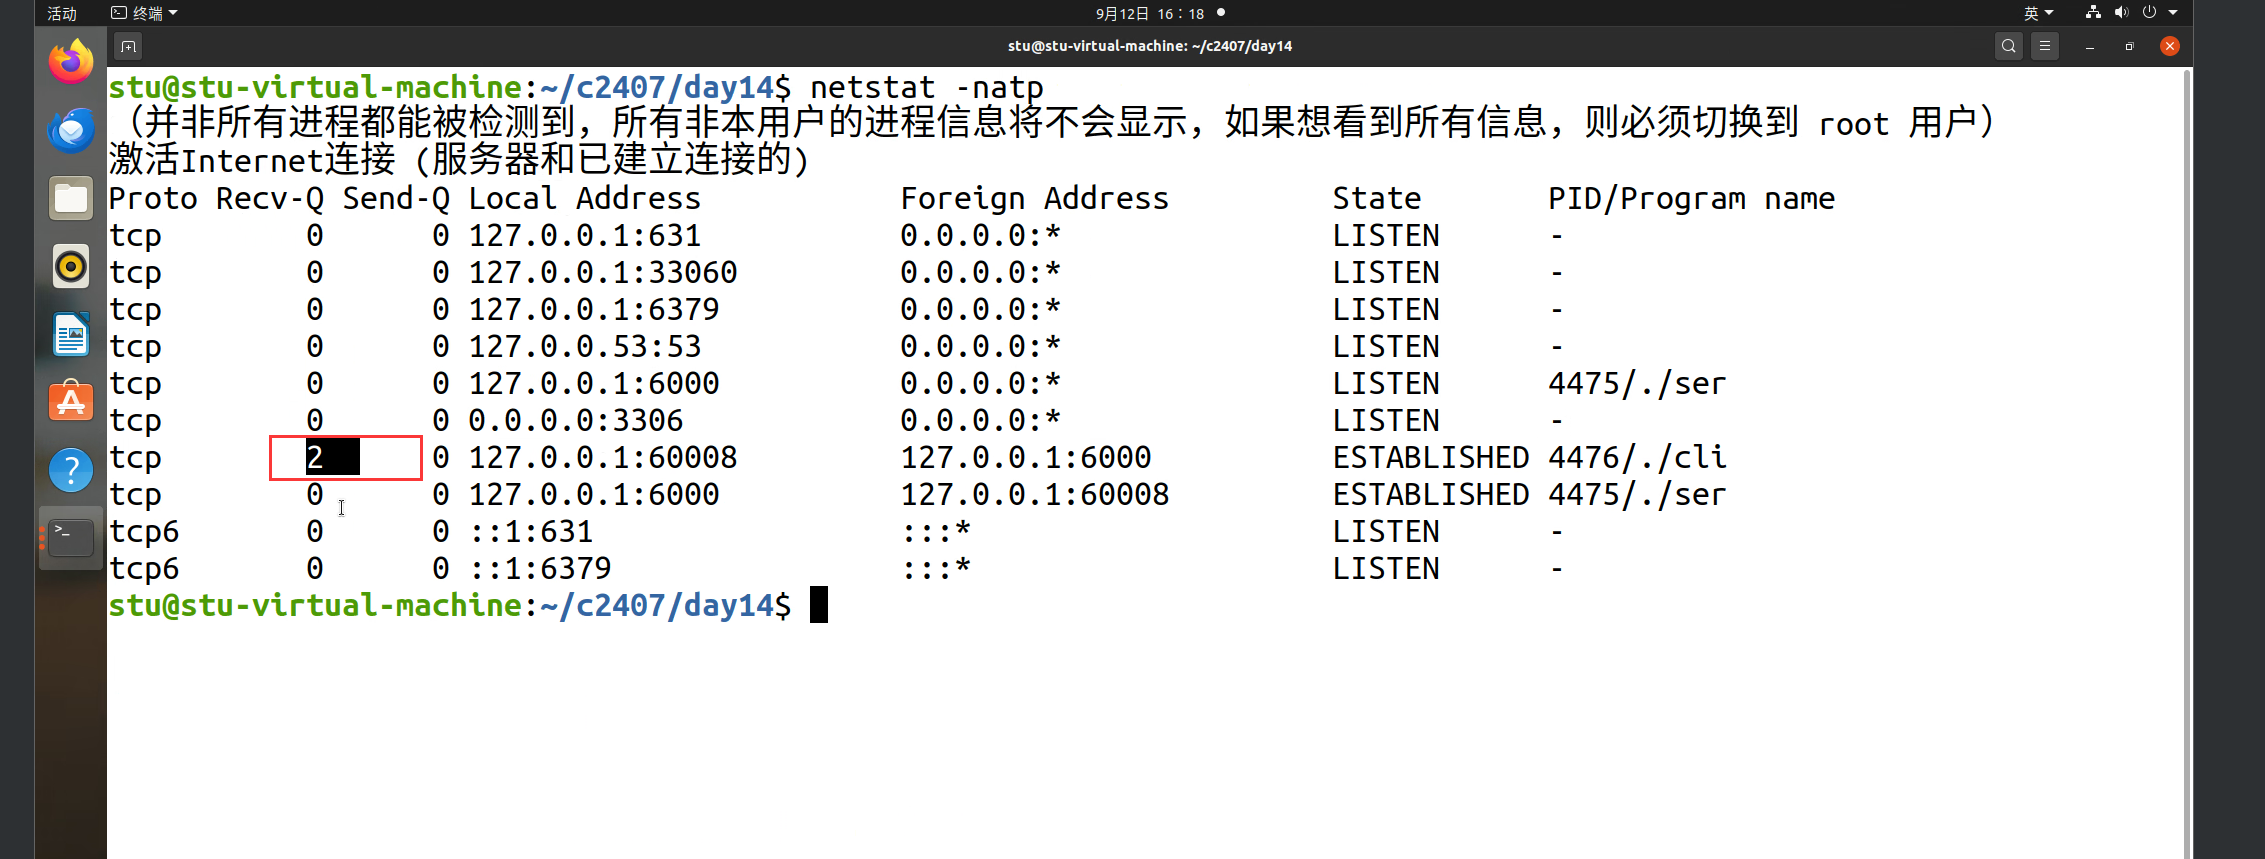 活动 终端 9月12日 16：18 英
stu@stu-virtual-machine: ~/c2407/day14
stu@stu-virtual-machine:~/c2407/day14$ netstat -natp
（并非所有进程都能被检测到，所有非本用户的进程信息将不会显示，如果想看到所有信息，则必须切换到 root 用户）
激活Internet连接 (服务器和已建立连接的)
Proto Recv-Q Send-Q Local Address           Foreign Address         State       PID/Program name
tcp        0      0 127.0.0.1:631           0.0.0.0:*               LISTEN      -
tcp        0      0 127.0.0.1:33060         0.0.0.0:*               LISTEN      -
tcp        0      0 127.0.0.1:6379          0.0.0.0:*               LISTEN      -
tcp        0      0 127.0.0.53:53           0.0.0.0:*               LISTEN      -
tcp        0      0 127.0.0.1:6000          0.0.0.0:*               LISTEN      4475/./ser
tcp        0      0 0.0.0.0:3306            0.0.0.0:*               LISTEN      -
tcp        2      0 127.0.0.1:60008         127.0.0.1:6000          ESTABLISHED 4476/./cli
tcp        0      0 127.0.0.1:6000          127.0.0.1:60008         ESTABLISHED 4475/./ser
tcp6       0      0 ::1:631                 :::*                    LISTEN      -
tcp6       0      0 ::1:6379                :::*                    LISTEN      -
stu@stu-virtual-machine:~/c2407/day14$